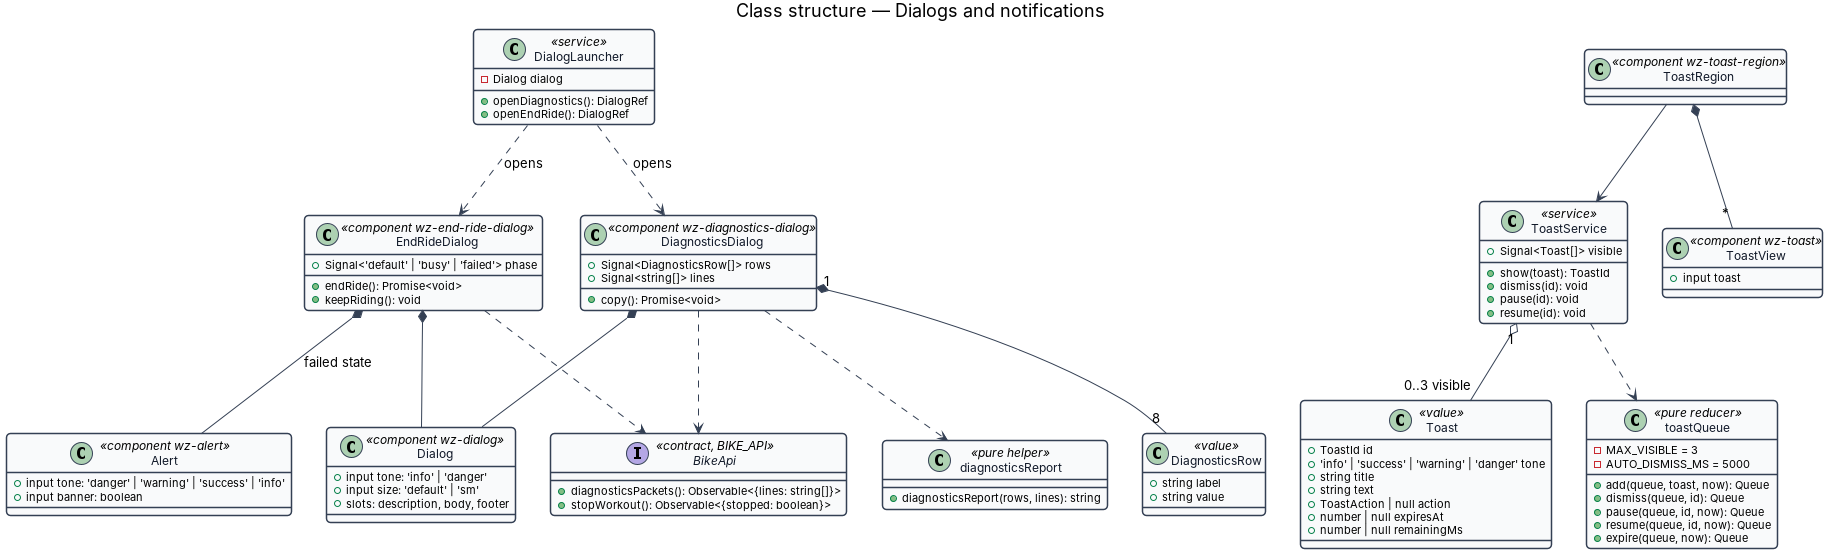 Class structure — Dialogs and notifications
C
«service»
DialogLauncher
Dialog dialog
openDiagnostics(): DialogRef
openEndRide(): DialogRef
C
«component wz-toast-region»
ToastRegion
opens
opens
C
«component wz-end-ride-dialog»
EndRideDialog
Signal<'default' | 'busy' | 'failed'> phase
endRide(): Promise<void>
keepRiding(): void
C
«component wz-diagnostics-dialog»
DiagnosticsDialog
Signal<DiagnosticsRow[]> rows
Signal<string[]> lines
copy(): Promise<void>
1
C
«service»
ToastService
Signal<Toast[]> visible
show(toast): ToastId
dismiss(id): void
pause(id): void
resume(id): void
*
C
«component wz-toast»
ToastView
input toast
failed state
1
0..3 visible
8
C
«component wz-alert»
Alert
input tone: 'danger' | 'warning' | 'success' | 'info'
input banner: boolean
C
«component wz-dialog»
Dialog
input tone: 'info' | 'danger'
input size: 'default' | 'sm'
slots: description, body, footer
I
«contract, BIKE_API»
BikeApi
diagnosticsPackets(): Observable<{lines: string[]}>
stopWorkout(): Observable<{stopped: boolean}>
C
«pure helper»
diagnosticsReport
diagnosticsReport(rows, lines): string
C
«value»
DiagnosticsRow
string label
string value
C
«value»
Toast
ToastId id
'info' | 'success' | 'warning' | 'danger' tone
string title
string text
ToastAction | null action
number | null expiresAt
number | null remainingMs
C
«pure reducer»
toastQueue
MAX_VISIBLE = 3
AUTO_DISMISS_MS = 5000
add(queue, toast, now): Queue
dismiss(queue, id): Queue
pause(queue, id, now): Queue
resume(queue, id, now): Queue
expire(queue, now): Queue